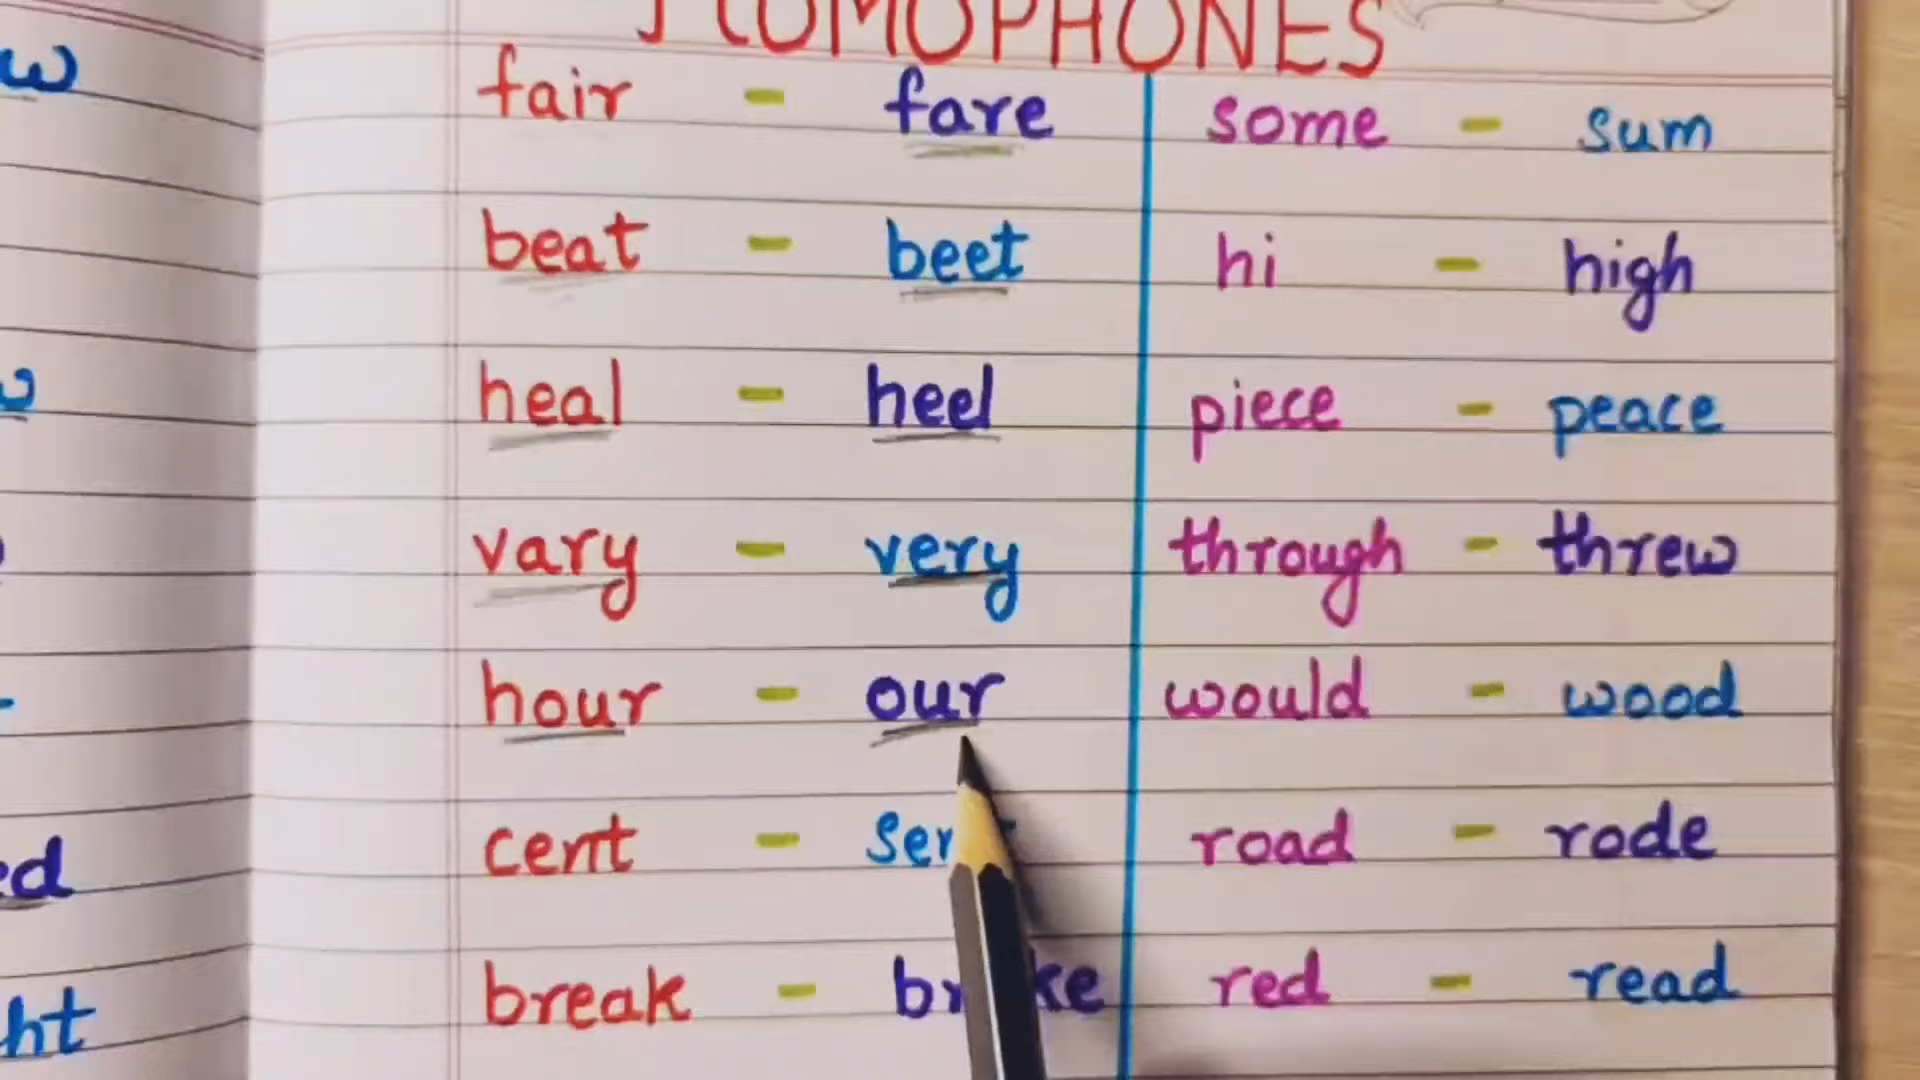 HOMOPHONES
fair - fare some - sum
beat - beet hi - high
heal - heel piece - peace
vary - very through - threw
hour - our would - wood
cent - road - rode
break - red - read